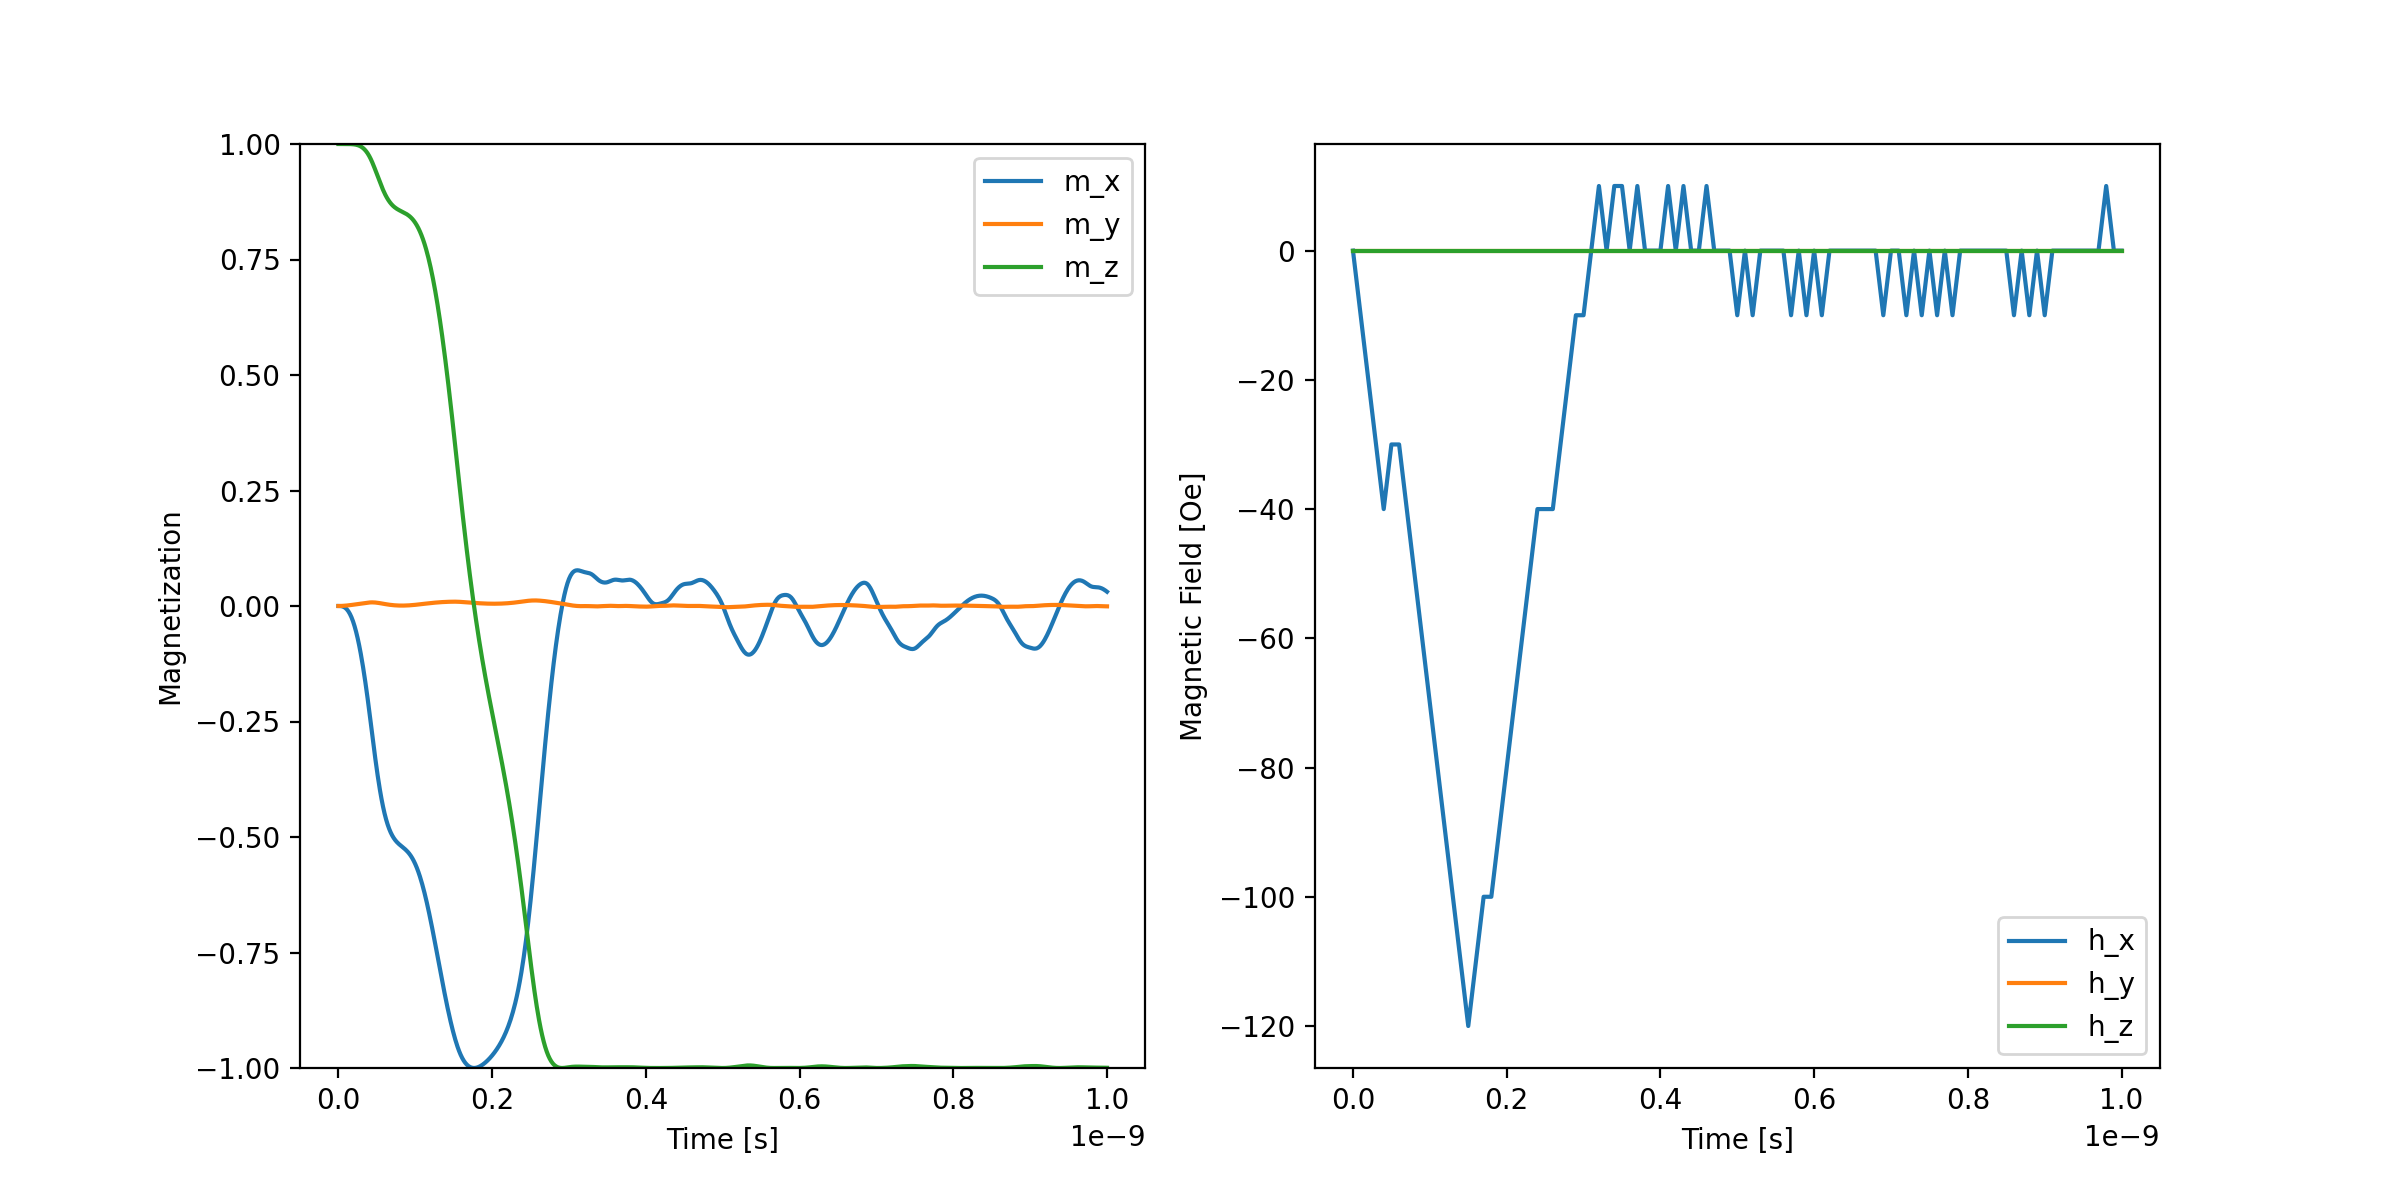 Magnetization
1.00
0.75
0.50
0.25
0.00
−0.25
−0.50
−0.75
−1.00
0.0 0.2 0.4 0.6 0.8 1.0
Time [s]
1e−9
m_x
m_y
m_z
Magnetic Field [Oe]
0
−20
−40
−60
−80
−100
−120
0.0 0.2 0.4 0.6 0.8 1.0
Time [s]
1e−9
h_x
h_y
h_z